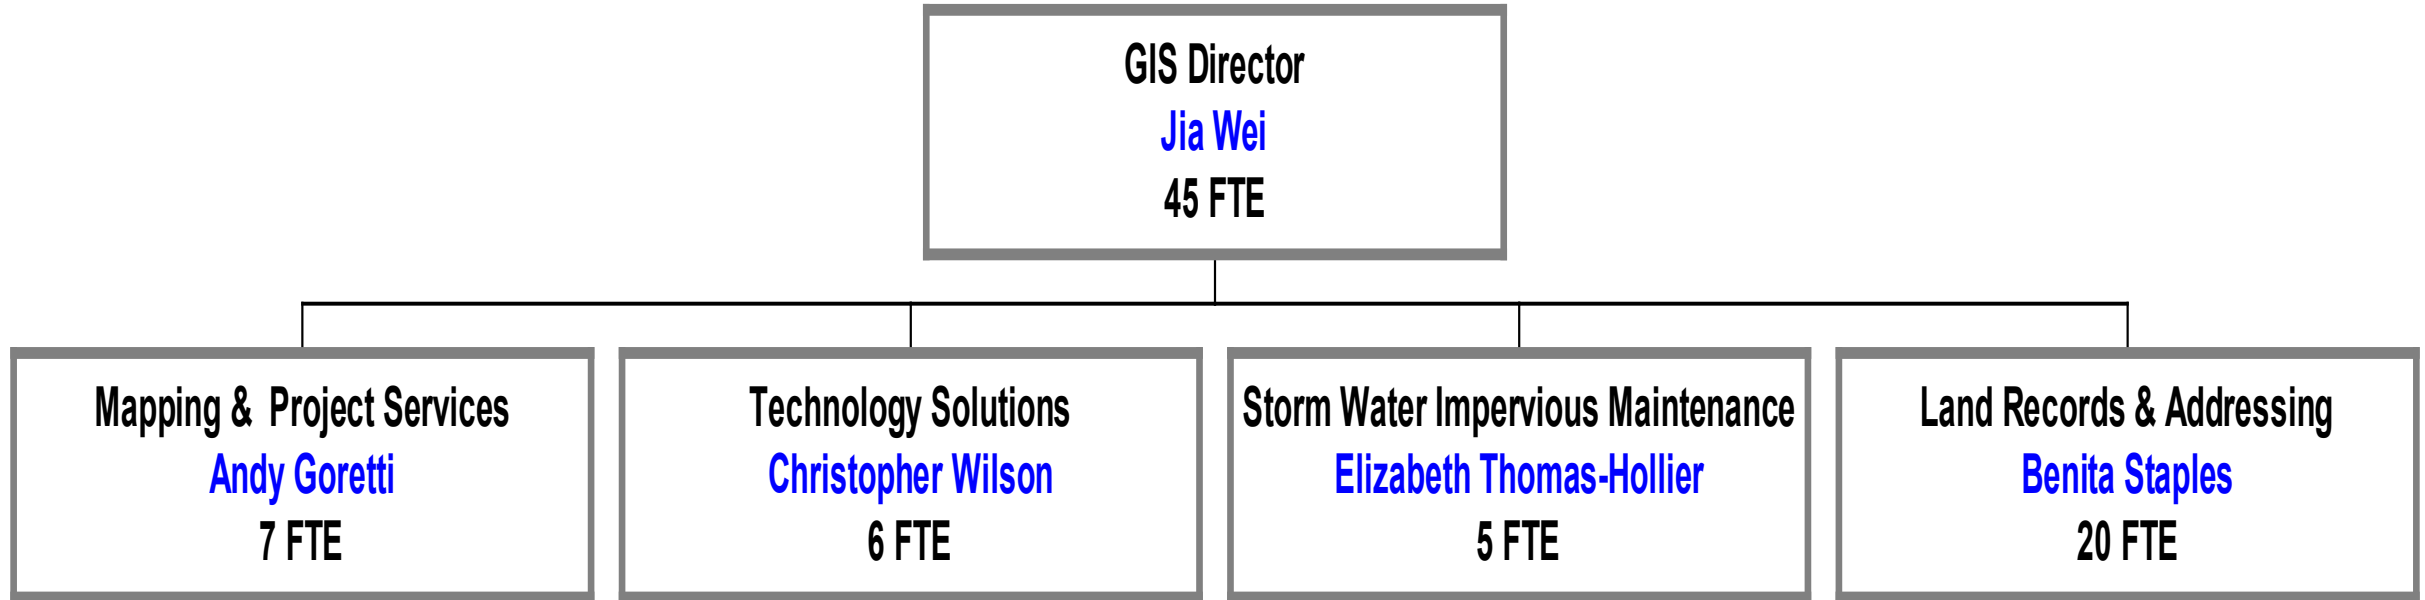 GIS Director
Jia Wei
45 FTE
Mapping &  Project Services
Andy Goretti
7 FTE
Technology Solutions
Christopher Wilson
6 FTE
Storm Water Impervious Maintenance
Elizabeth Thomas-Hollier
5 FTE
Land Records & Addressing
Benita Staples
20 FTE